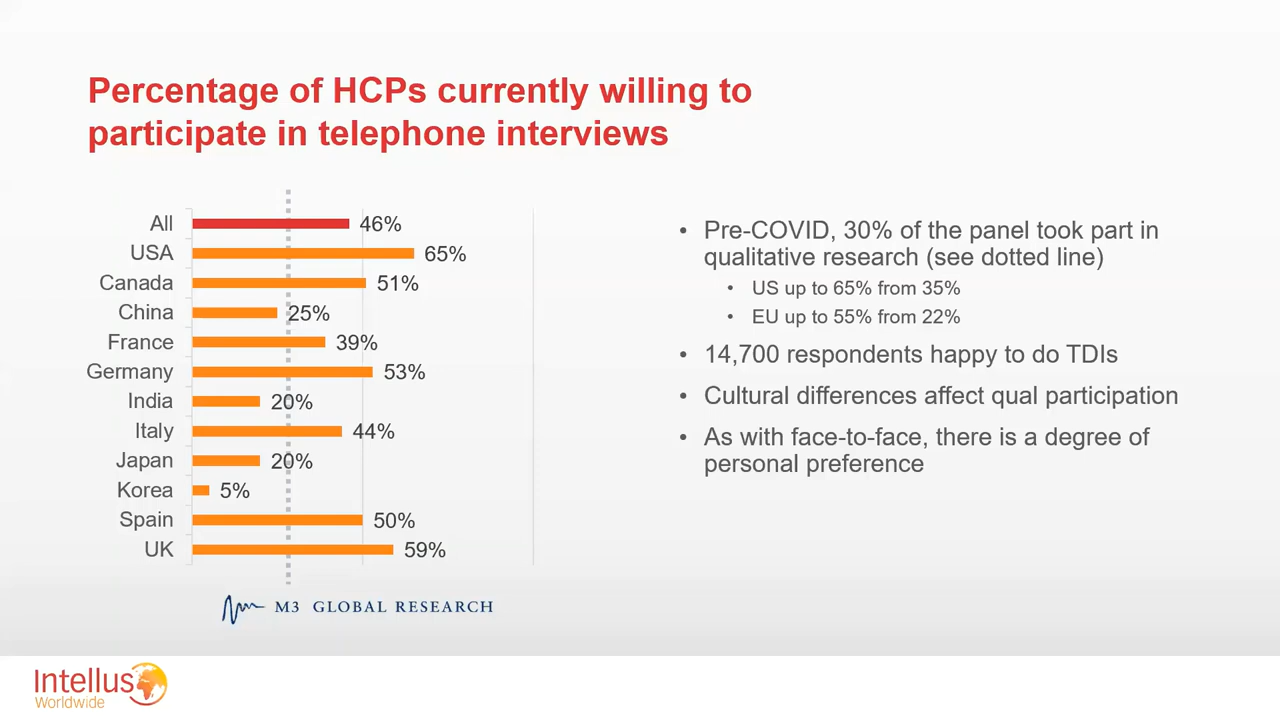 Percentage of HCPs currently willing to
participate in telephone interviews
All 46%
USA 65%
Canada 51%
China 25%
France 39%
Germany 53%
India 20%
Italy 44%
Japan 20%
Korea 5%
Spain 50%
UK 59%
M3 GLOBAL RESEARCH
• Pre-COVID, 30% of the panel took part in
qualitative research (see dotted line)
• US up to 65% from 35%
• EU up to 55% from 22%
• 14,700 respondents happy to do TDIs
• Cultural differences affect qual participation
• As with face-to-face, there is a degree of
personal preference
Intellus
Worldwide